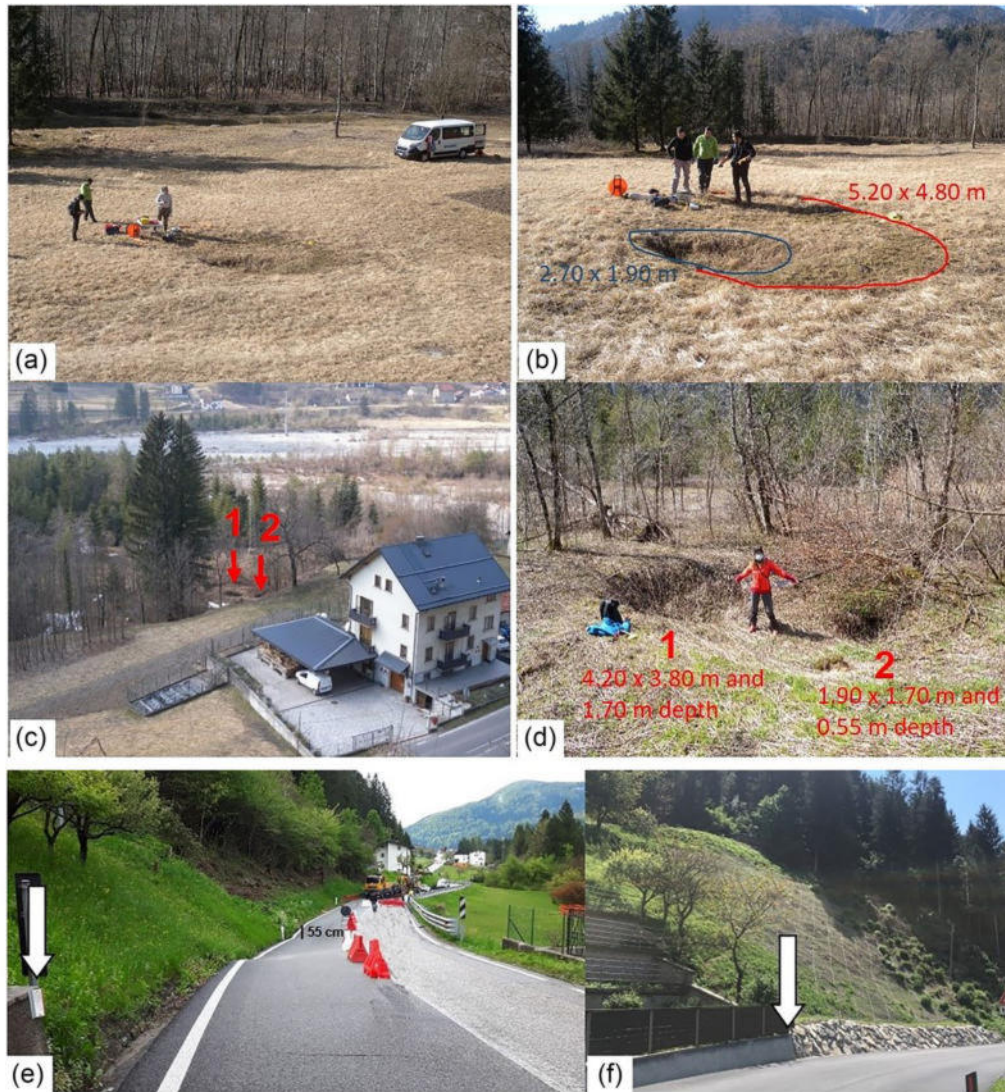 (a)
5.20 x 4.80 m
2.70 x 1.90 m
(b)
1
2
(c)
1
4,20 x 3.80 m and
1.70 m depth
2
1.90 x 1.70 m and
0.55 m depth
(d)
55 cm
(e)
(f)